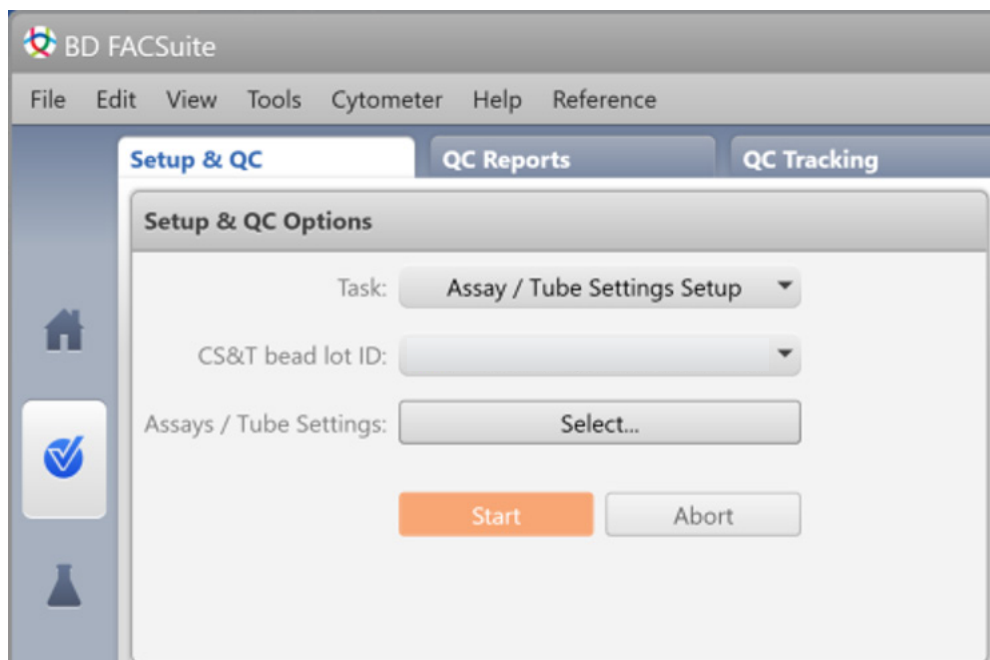 BD FACSuite
File Edit View Tools Cytometer Help Reference
Setup & QC QC Reports QC Tracking
Setup & QC Options
Task: Assay / Tube Settings Setup
CS&T bead lot ID:
Assays / Tube Settings: Select...
Start Abort